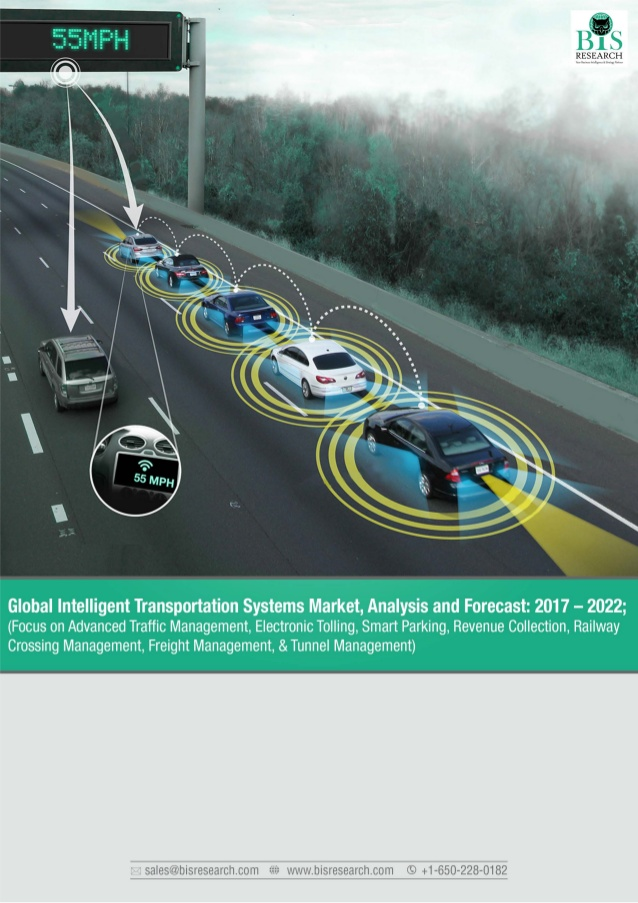 55MPH
BIS
RESEARCH
55 MPH
Global Intelligent Transportation Systems Market, Analysis and Forecast: 2017 – 2022;
(Focus on Advanced Traffic Management, Electronic Tolling, Smart Parking, Revenue Collection, Railway
Crossing Management, Freight Management, & Tunnel Management)
sales@bisresearch.com www.bisresearch.com +1-650-228-0182